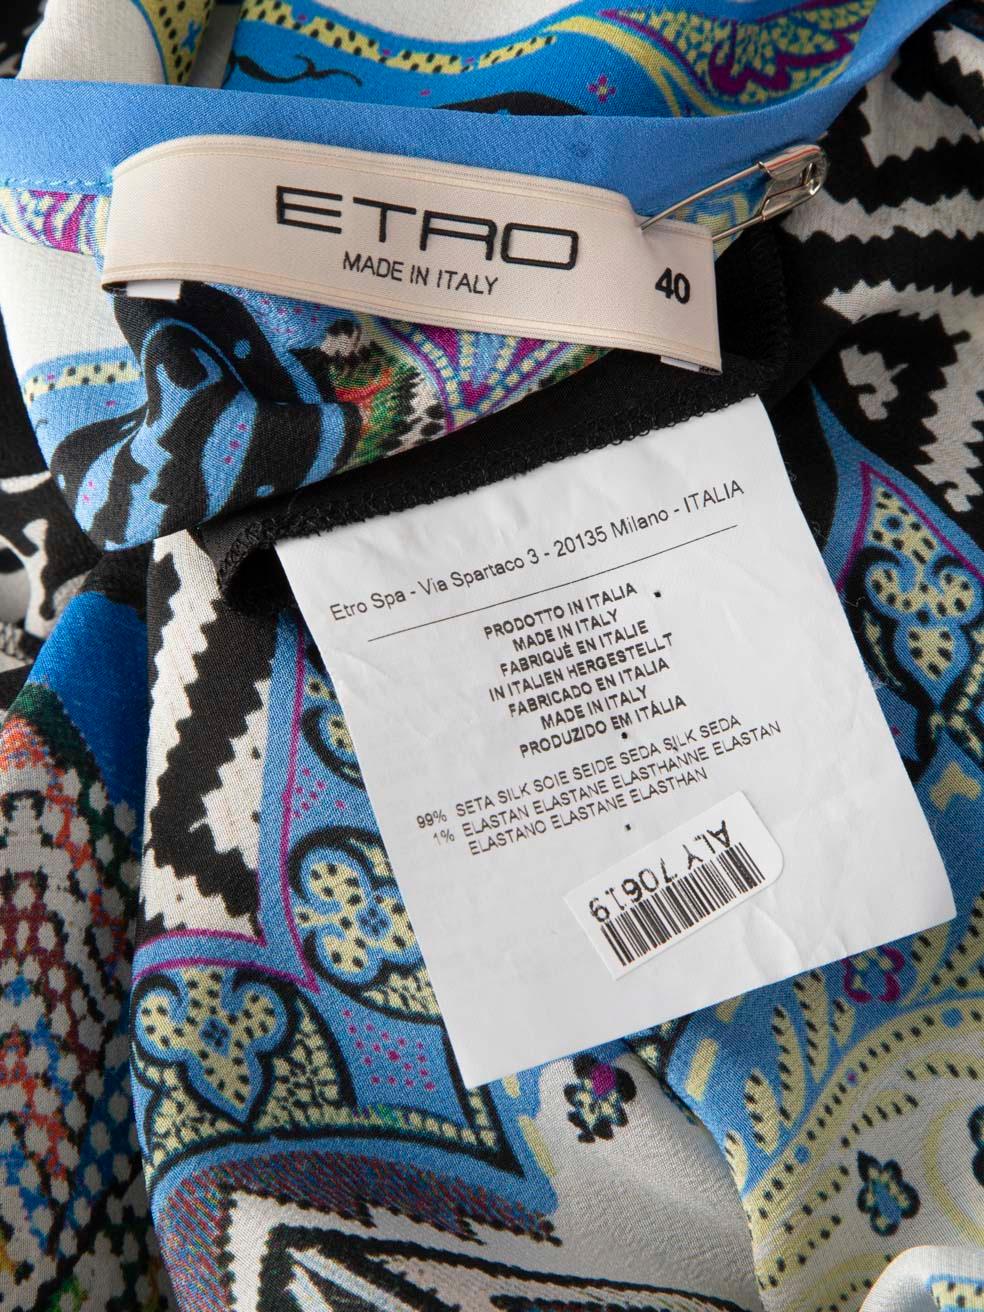 ETRO
MADE IN ITALY
40
Etro Spa - Via Spartaco 3 - 20135 Milano - ITALIA
PRODOTTO IN ITALIA
MADE IN ITALY
FABRIQUÉ EN ITALIE
IN ITALIEN HERGESTELLT
FABRICADO EN ITALIA
MADE IN ITALY
PRODUZIDO EM ITÁLIA
99% SETA SILK SOIE SEIDE SEDA SILK SEDA
1% ELASTAN ELASTANE ELASTHANNE ELASTAN
ELASTANO ELASTANE ELASTHAN
ALY 70619